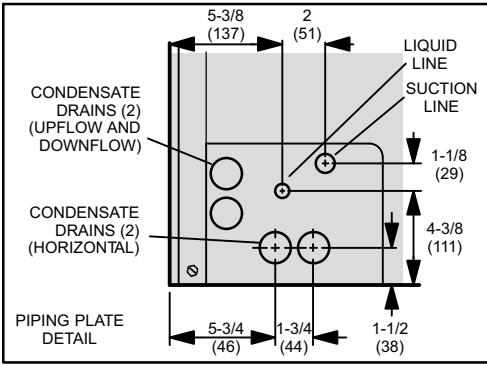 5-3/8
(137)
2
(51)
LIQUID
LINE
SUCTION
LINE
CONDENSATE
DRAINS (2)
(UPFLOW AND
DOWNFLOW)
1-1/8
(29)
CONDENSATE
DRAINS (2)
(HORIZONTAL)
4-3/8
(111)
PIPING PLATE
DETAIL
5-3/4
(46)
1-3/4
(44)
1-1/2
(38)